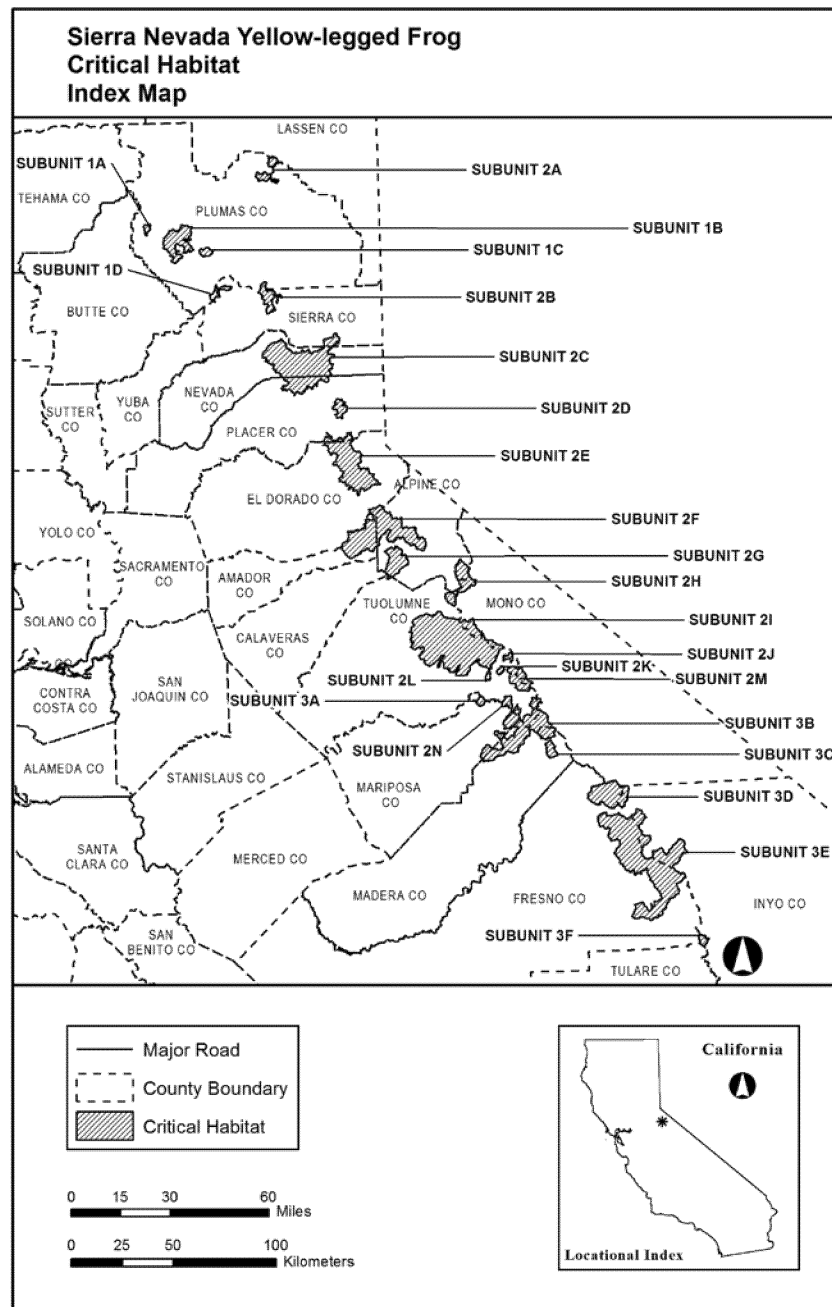 Sierra Nevada Yellow-legged Frog
Critical Habitat
Index Map
LASSEN CO
SUBUNIT 1A
SUBUNIT 2A
TEHAMA CO
PLUMAS CO
SUBUNIT 1B
SUBUNIT 1C
SUBUNIT 1D
SUBUNIT 2B
BUTTE CO
SIERRA CO
SUBUNIT 2C
NEVADA
CO
YUBA
CO
SUTTER
CO
SUBUNIT 2D
PLACER CO
SUBUNIT 2E
ALPINE CO
EL DORADO CO
SUBUNIT 2F
YOLO CO
SUBUNIT 2G
SACRAMENTO
CO
AMADOR
CO
SUBUNIT 2H
TUOLUMNE
CO
MONO CO
SOLANO CO
SUBUNIT 2I
CALAVERAS
CO
SUBUNIT 2J
SUBUNIT 2K
SUBUNIT 2L
SUBUNIT 2M
CONTRA
COSTA CO
SAN
JOAQUIN CO
SUBUNIT 3A
SUBUNIT 3B
SUBUNIT 2N
SUBUNIT 3C
ALAMEDA CO
STANISLAUS CO
MARIPOSA
CO
SUBUNIT 3D
SANTA
CLARA CO
MERCED CO
SUBUNIT 3E
MADERA CO
FRESNO CO
INYO CO
SAN
BENITO CO
SUBUNIT 3F
TULARE CO
Major Road
County Boundary
Critical Habitat
0 15 30 60
Miles
0 25 50 100
Kilometers
California
Locational Index